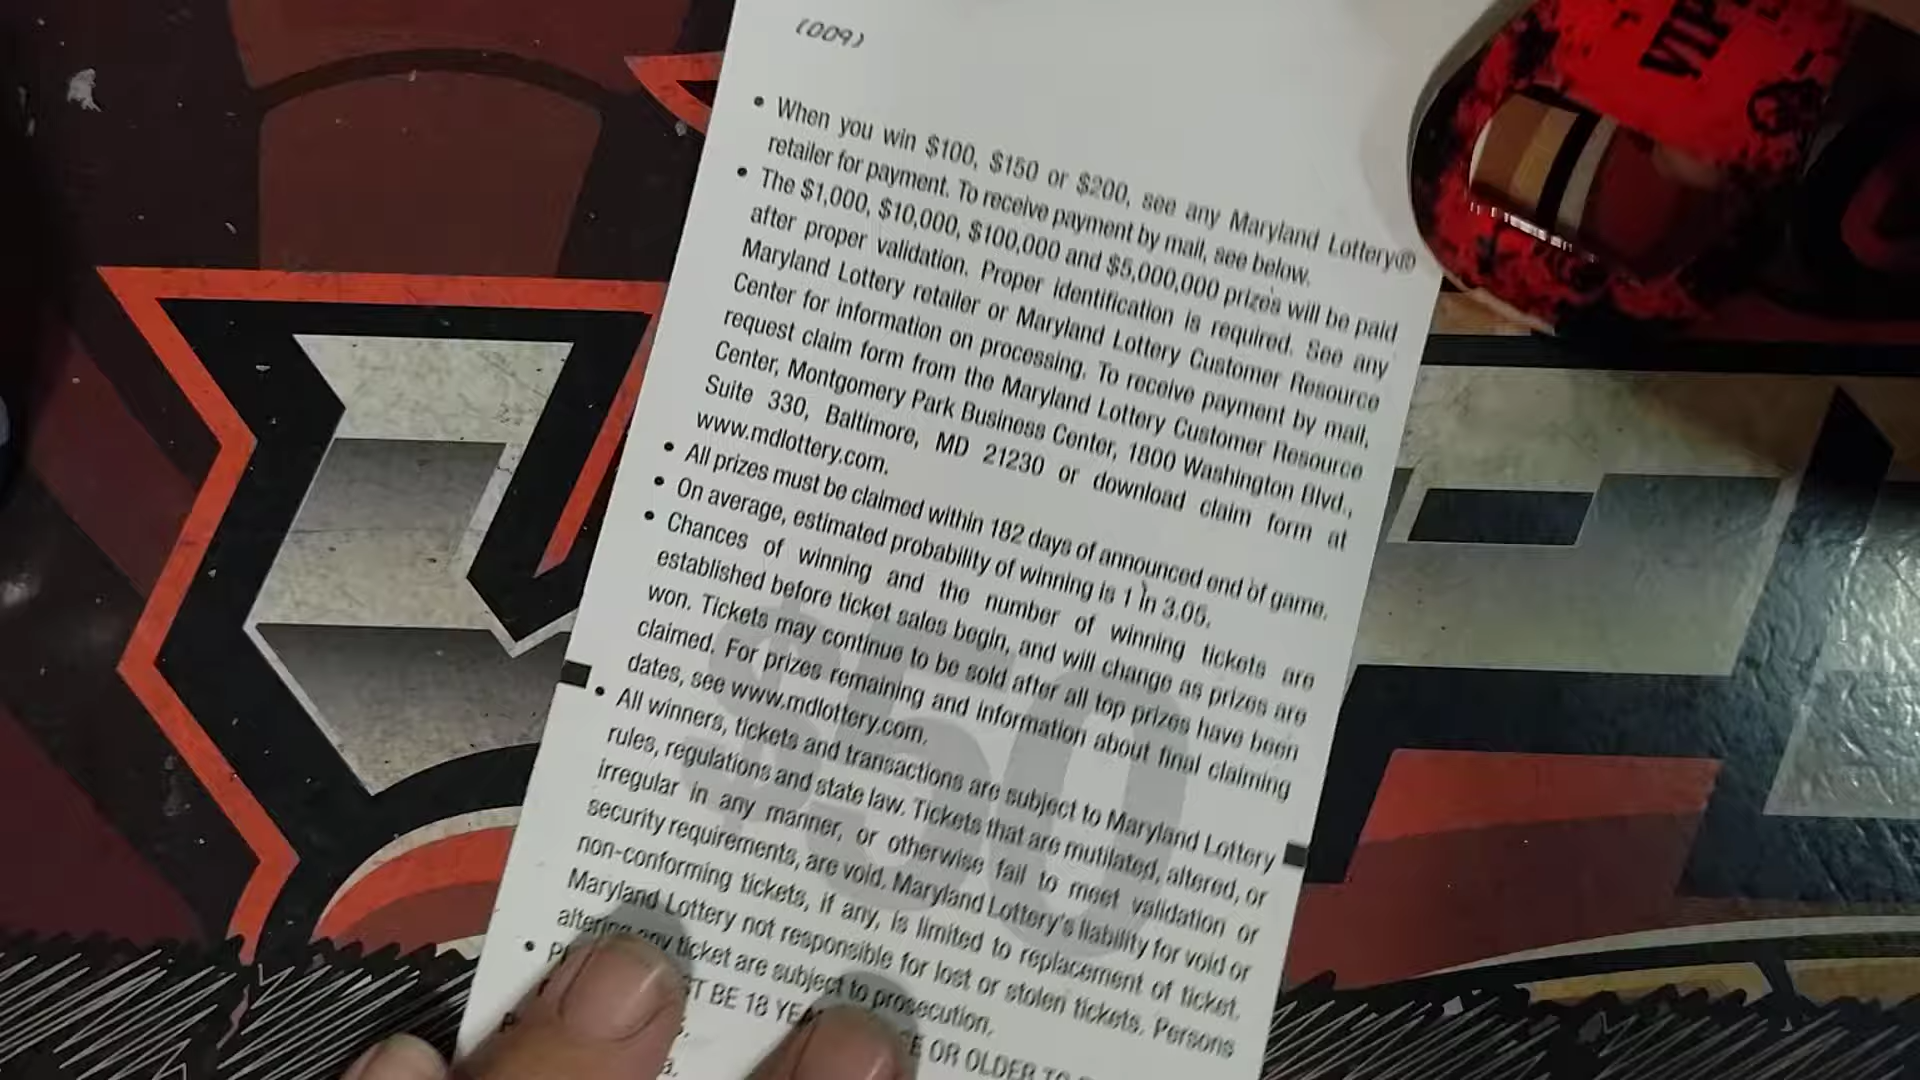 (009)
• When you win $100, $150 or $200, see any Maryland Lottery®
retailer for payment. To receive payment by mail, see below.
• The $1,000, $10,000, $100,000 and $5,000,000 prizes will be paid
after proper validation. Proper identification is required. See any
Maryland Lottery retailer or Maryland Lottery Customer Resource
Center for information on processing. To receive payment by mail,
request claim form from the Maryland Lottery Customer Resource
Center, Montgomery Park Business Center, 1800 Washington Blvd.,
Suite 330, Baltimore, MD 21230 or download claim form at
www.mdlottery.com.
• All prizes must be claimed within 182 days of announced end of game.
• On average, estimated probability of winning is 1 in 3.05.
• Chances of winning and the number of winning tickets are
established before ticket sales begin, and will change as prizes are
won. Tickets may continue to be sold after all top prizes have been
claimed. For prizes remaining and information about final claiming
dates, see www.mdlottery.com.
• All winners, tickets and transactions are subject to Maryland Lottery
rules, regulations and state law. Tickets that are mutilated, altered, or
irregular in any manner, or otherwise fail to meet validation or
security requirements, are void. Maryland Lottery's liability for void or
non-conforming tickets, if any, is limited to replacement of ticket.
Maryland Lottery not responsible for lost or stolen tickets. Persons
altering any ticket are subject to prosecution.
BE 18 OR OLDER TO
$50
VIP